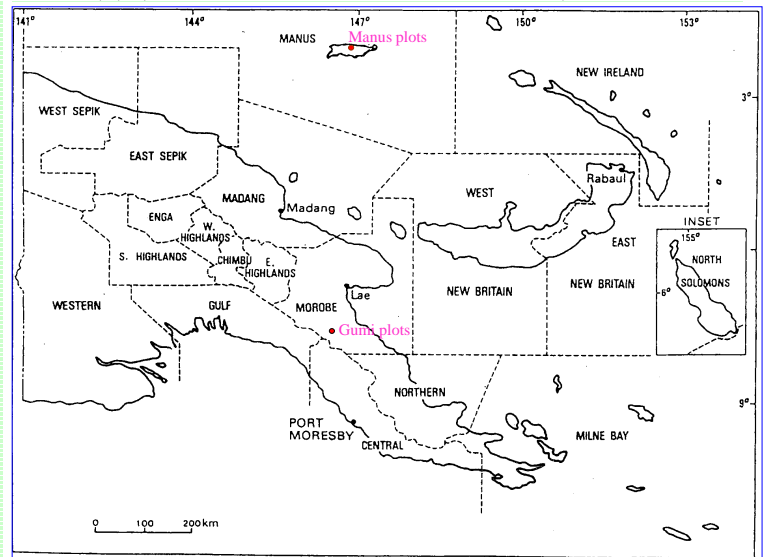 141°
144°
147°
150°
153°
MANUS
Manus plots
NEW IRELAND
3°
WEST SEPIK
EAST SEPIK
MADANG
Madang
WEST
Rabaul
EAST
ENGA
W.
HIGHLANDS
S. HIGHLANDS
CHIMBU
E.
HIGHLANDS
INSET
155°
NORTH
SOLOMONS
6°
Lae
NEW BRITAIN
NEW BRITAIN
WESTERN
GULF
MOROBE
Gumi plots
NORTHERN
9°
PORT
MORESBY
CENTRAL
MILNE BAY
0 100 200 km